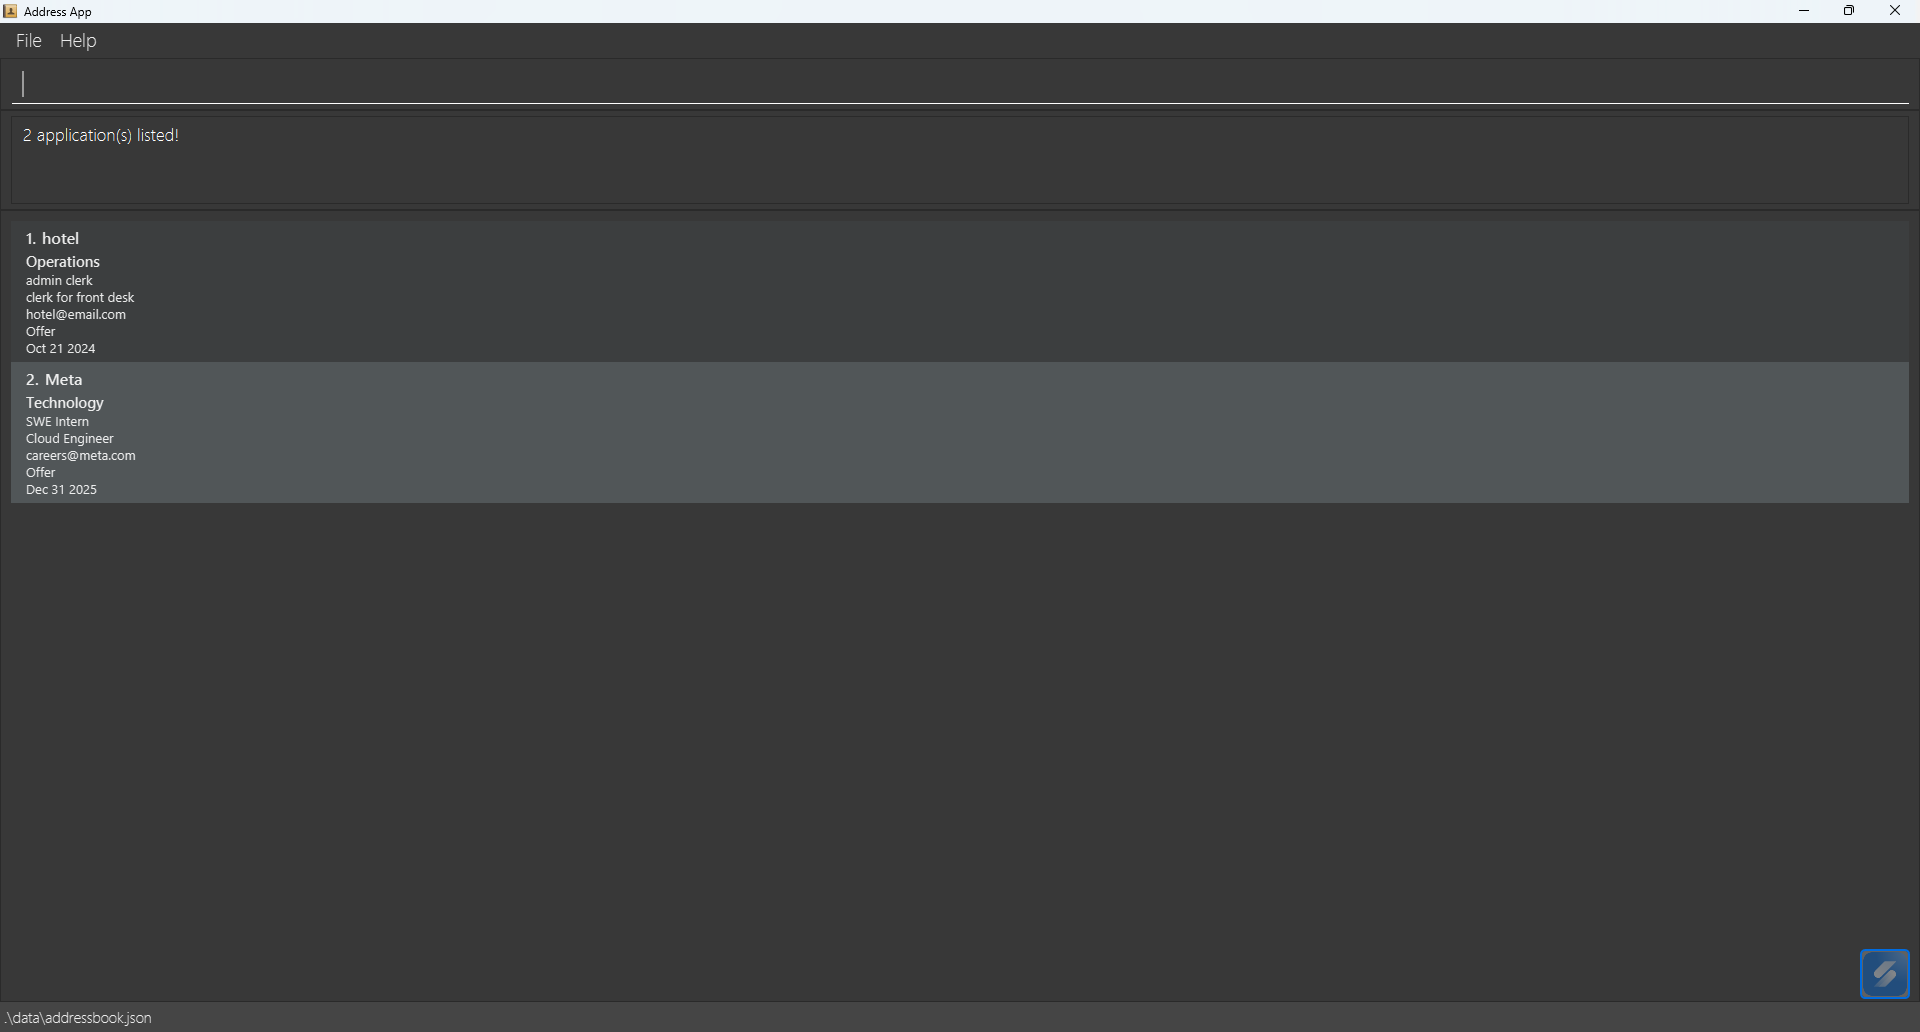 Address App
File Help
2 application(s) listed!
1. hotel
Operations
admin clerk
clerk for front desk
hotel@email.com
Offer
Oct 21 2024
2. Meta
Technology
SWE Intern
Cloud Engineer
careers@meta.com
Offer
Dec 31 2025
.\data\addressbook.json